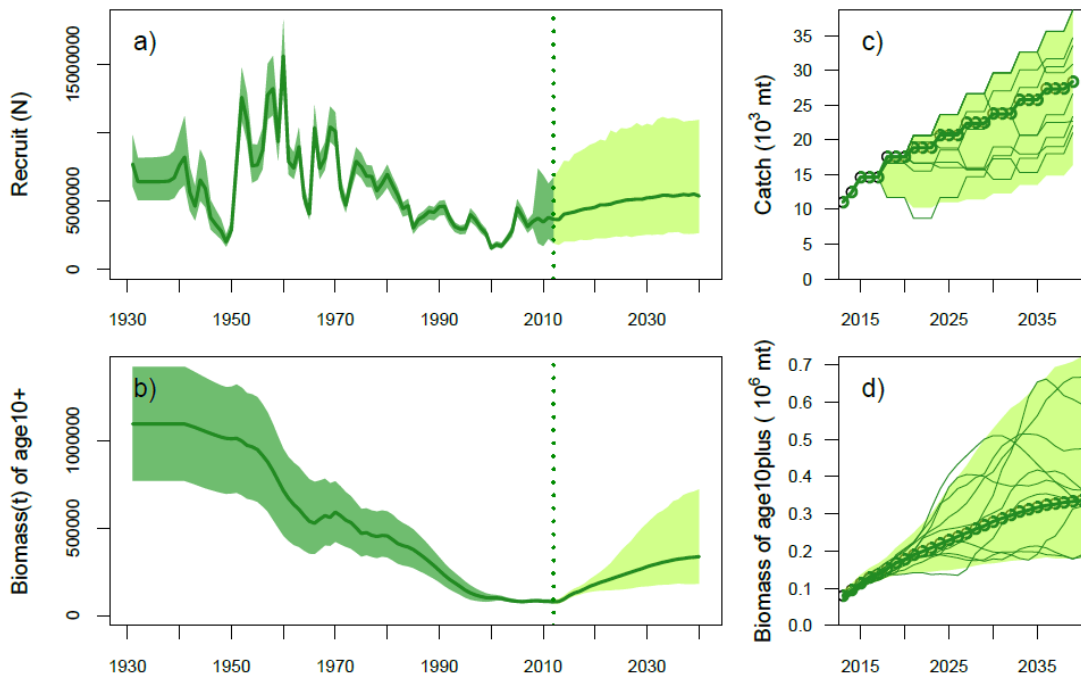 a)
Recruit (N)
15000000
5000000
0
1930 1950 1970 1990 2010 2030
c)
Catch (10³ mt)
35
30
25
20
15
10
5
0
2015 2025 2035
b)
Biomass(t) of age10+
1000000
500000
0
1930 1950 1970 1990 2010 2030
d)
Biomass of age10plus ( 10⁶ mt)
0.7
0.6
0.5
0.4
0.3
0.2
0.1
0.0
2015 2025 2035